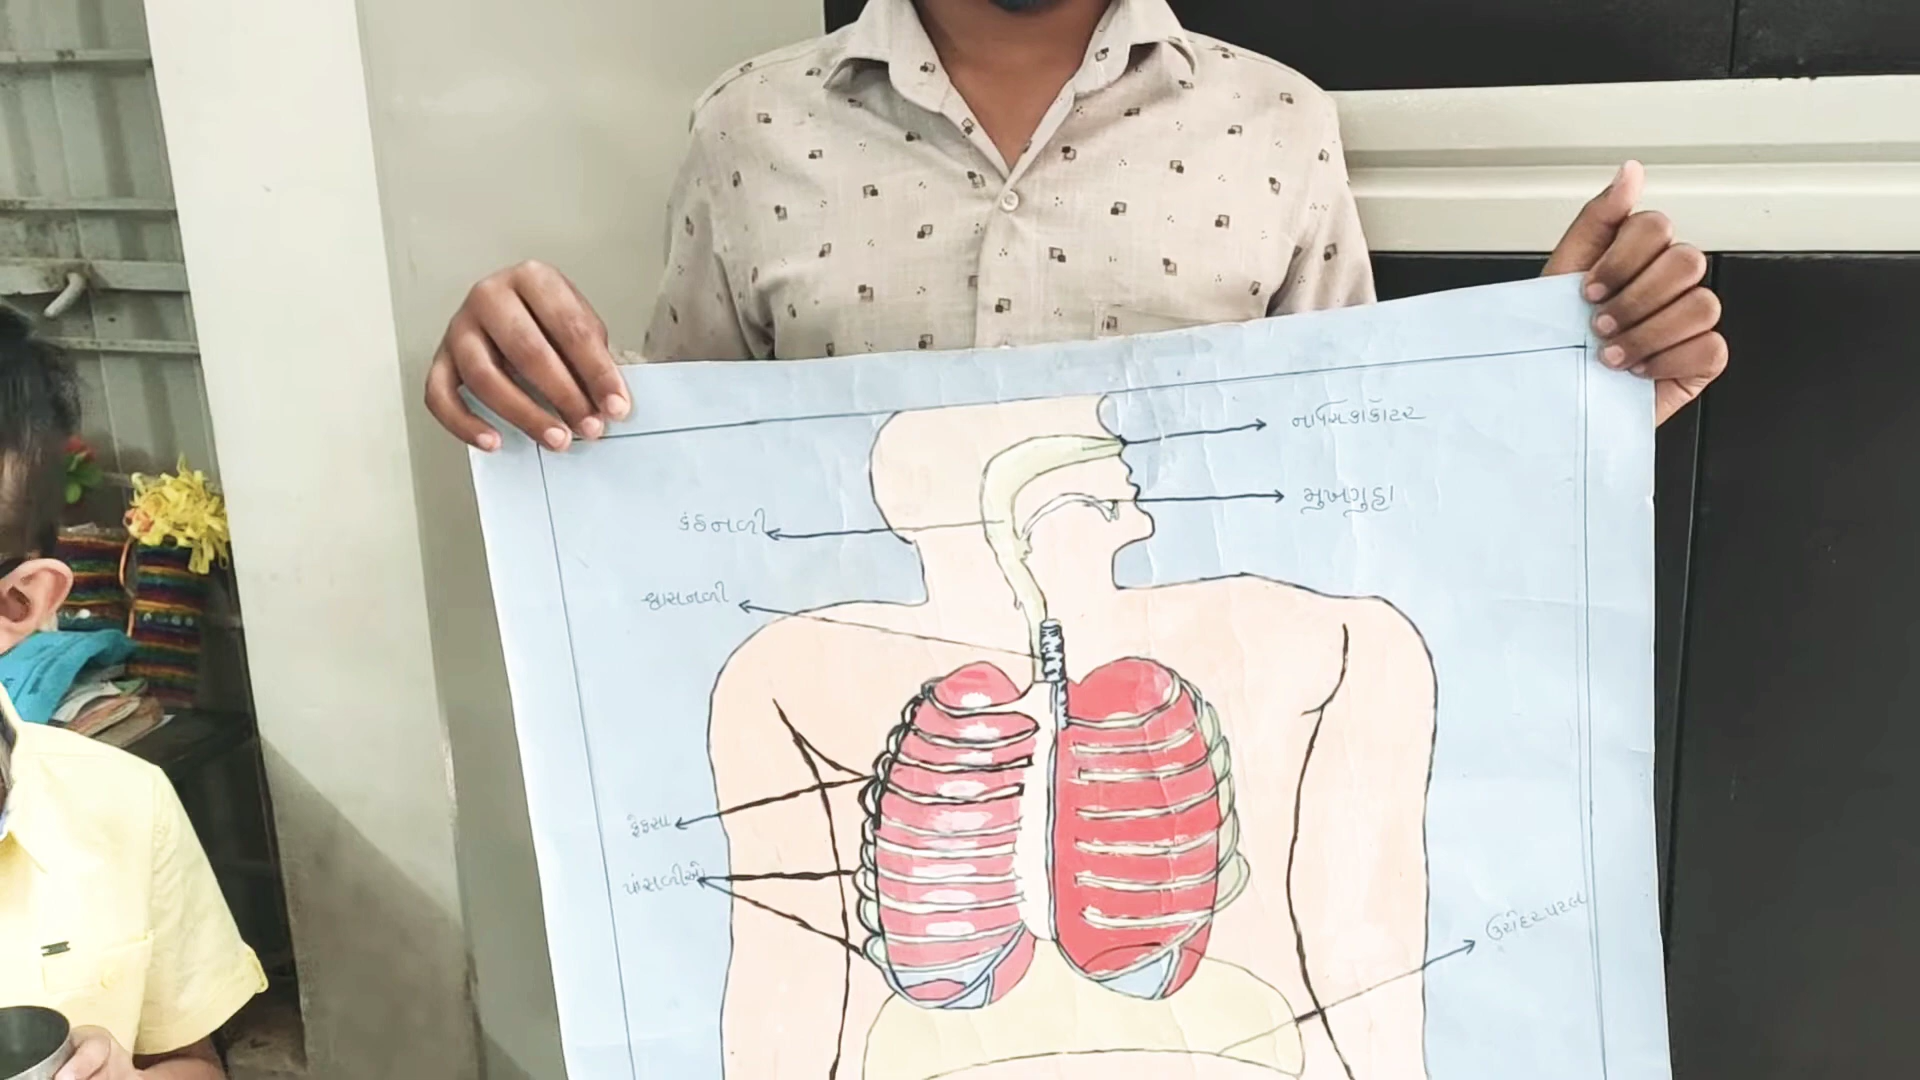 નાસિકાકોટર
મુખગુહા
કંઠનળી
શ્વાસનળી
ફેફસા
પાંસળીઓ
ઉરોદરપટલ